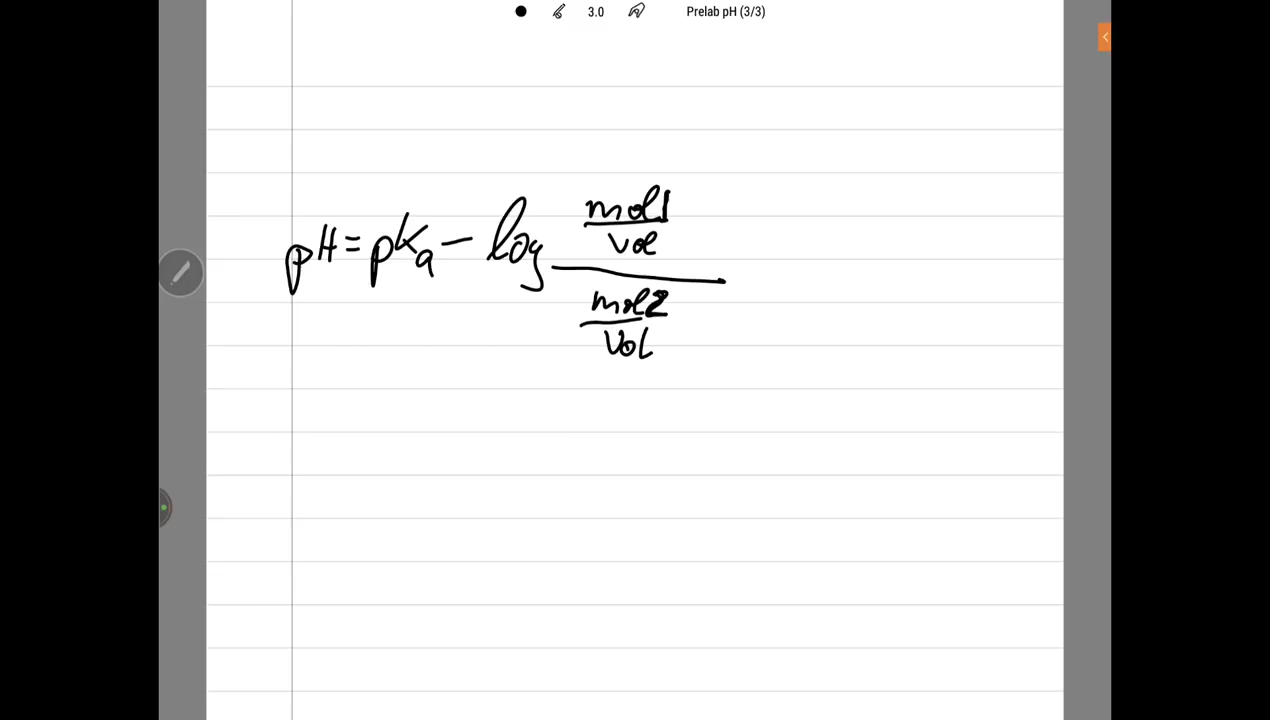 3.0 Prelab pH (3/3)
pH = pKa - log
mol1
vol
mol2
vol